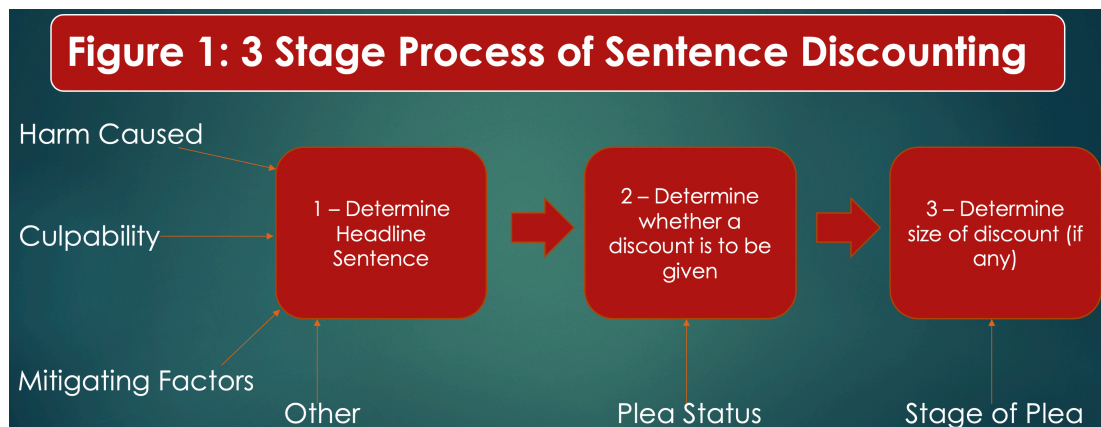 Figure 1: 3 Stage Process of Sentence Discounting
Harm Caused
Culpability
Mitigating Factors
Other
1 – Determine
Headline
Sentence
2 – Determine
whether a
discount is to be
given
Plea Status
3 – Determine
size of discount (if
any)
Stage of Plea